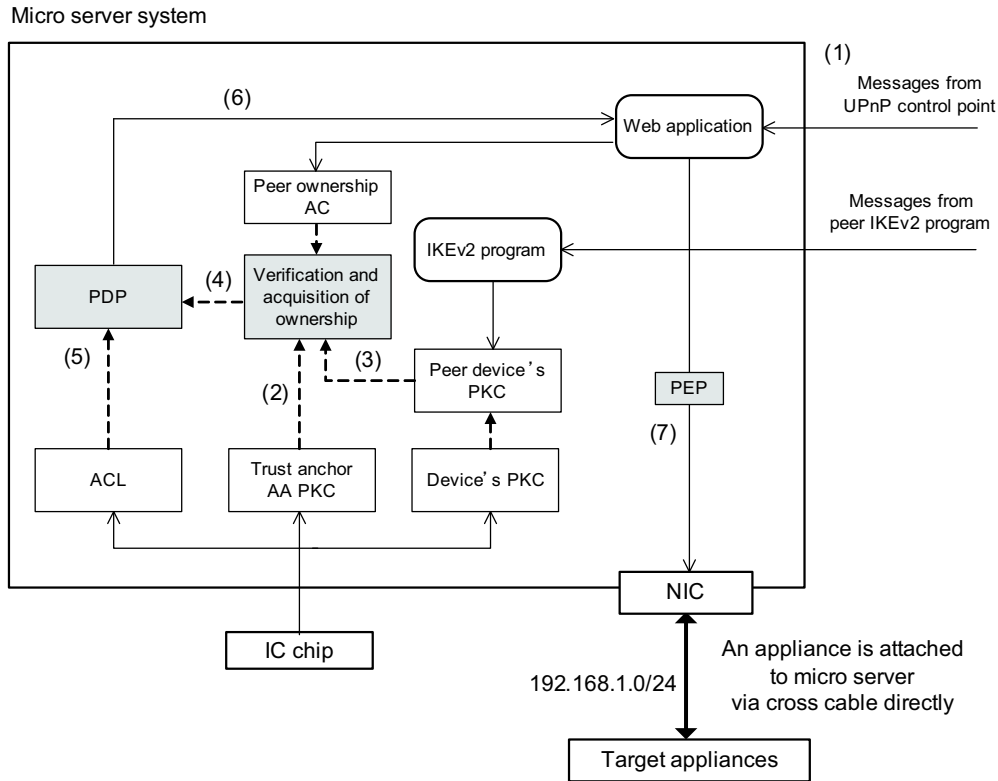 Micro server system
(1)
Messages from
UPnP control point
(6)
Web application
Peer ownership
AC
Messages from
peer IKEv2 program
IKEv2 program
Verification and
acquisition of
ownership
(4)
PDP
(5)
(3)
(2)
Peer device’s
PKC
PEP
(7)
ACL
Trust anchor
AA PKC
Device’s PKC
NIC
IC chip
An appliance is attached
to micro server
via cross cable directly
192.168.1.0/24
Target appliances